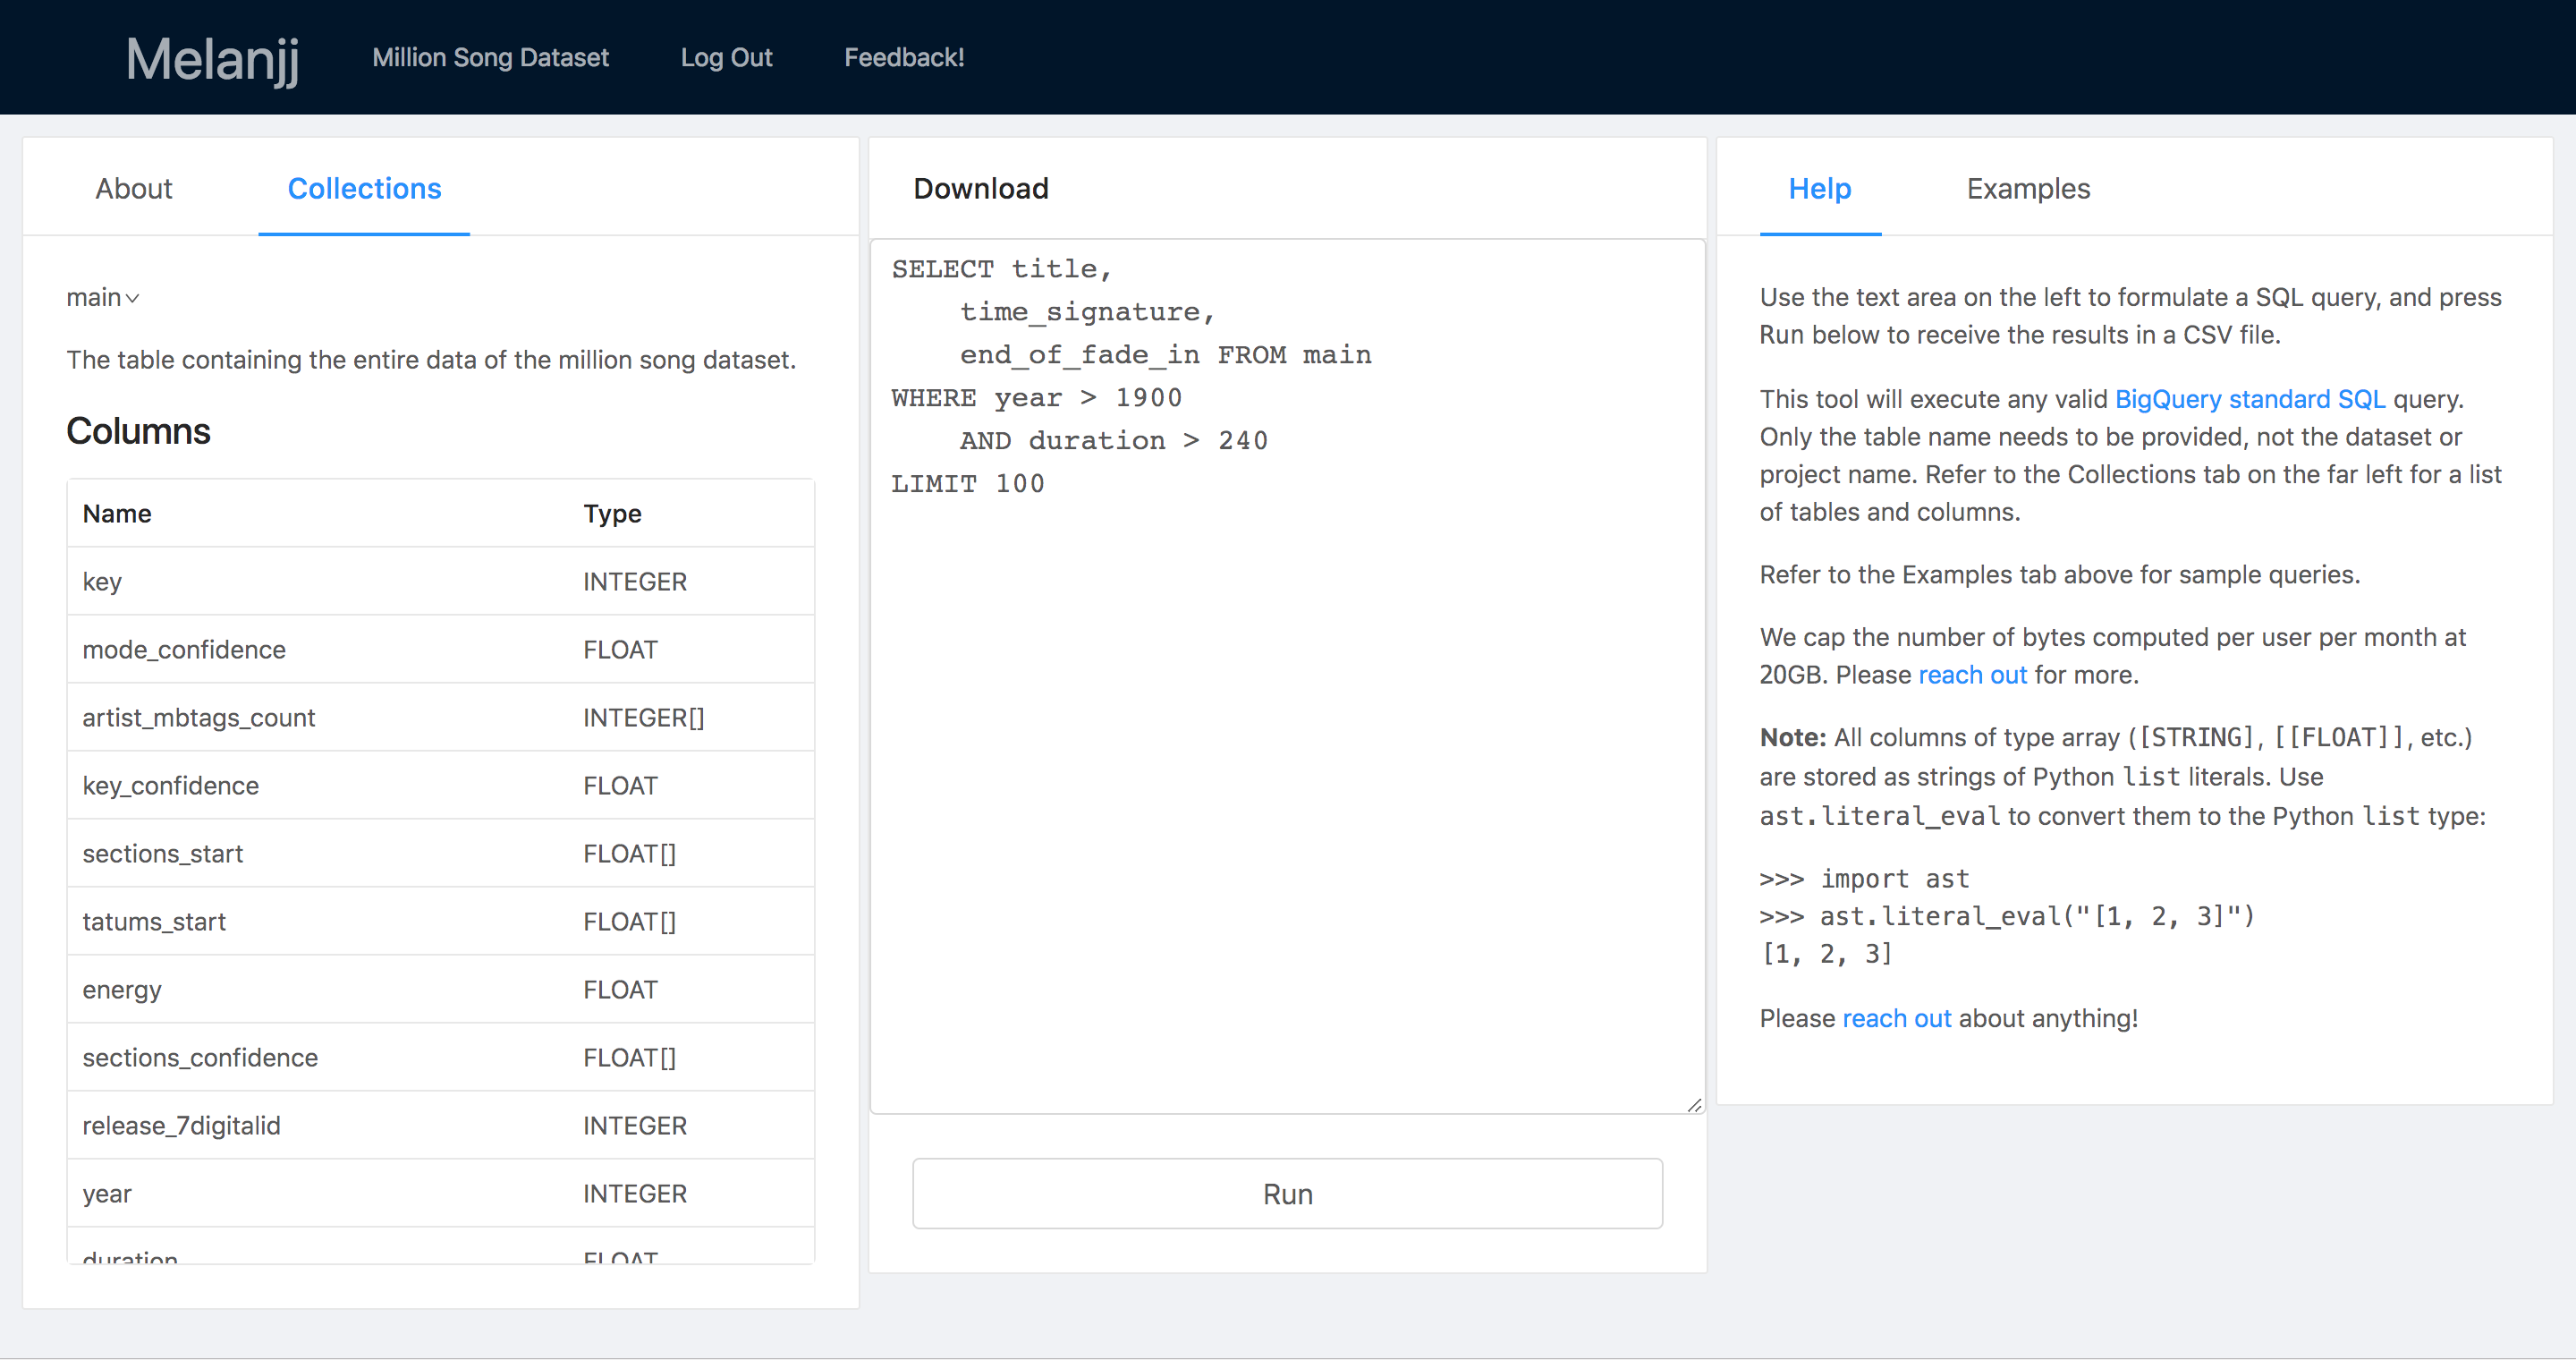 Melanjj
Million Song Dataset
Log Out
Feedback!
About
Collections
main
The table containing the entire data of the million song dataset.
Columns
Name Type
key INTEGER
mode_confidence FLOAT
artist_mbtags_count INTEGER[]
key_confidence FLOAT
sections_start FLOAT[]
tatums_start FLOAT[]
energy FLOAT
sections_confidence FLOAT[]
release_7digitalid INTEGER
year INTEGER
duration FLOAT
Download
SELECT title,
    time_signature,
    end_of_fade_in FROM main
WHERE year > 1900
    AND duration > 240
LIMIT 100
Run
Help
Examples
Use the text area on the left to formulate a SQL query, and press
Run below to receive the results in a CSV file.
This tool will execute any valid BigQuery standard SQL query.
Only the table name needs to be provided, not the dataset or
project name. Refer to the Collections tab on the far left for a list
of tables and columns.
Refer to the Examples tab above for sample queries.
We cap the number of bytes computed per user per month at
20GB. Please reach out for more.
Note: All columns of type array ([STRING], [[FLOAT]], etc.)
are stored as strings of Python list literals. Use
ast.literal_eval to convert them to the Python list type:
>>> import ast
>>> ast.literal_eval("[1, 2, 3]")
[1, 2, 3]
Please reach out about anything!